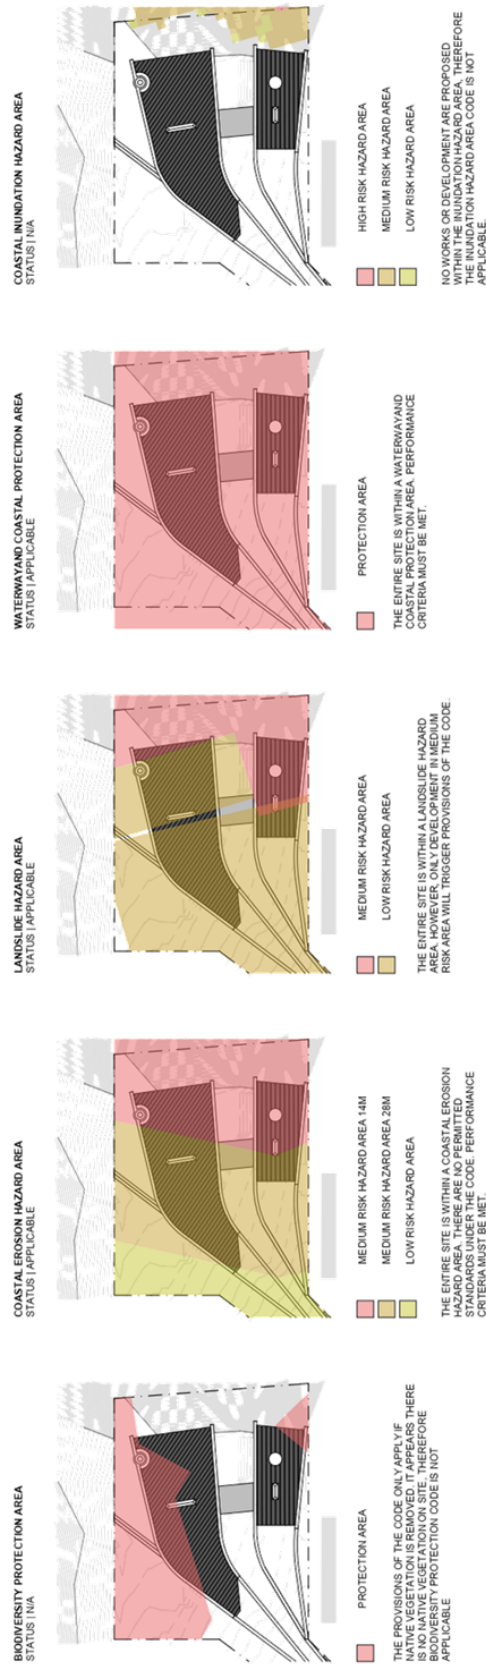 BIODIVERSITY PROTECTION AREA
STATUS | N/A
PROTECTION AREA
THE PROVISIONS OF THE CODE ONLY APPLY IF
NATIVE VEGETATION IS REMOVED. IT APPEARS THERE
IS NO NATIVE VEGETATION ON SITE, THEREFORE
BIODIVERSITY PROTECTION CODE IS NOT
APPLICABLE
COASTAL EROSION HAZARD AREA
STATUS | APPLICABLE
MEDIUM RISK HAZARD AREA 14M
MEDIUM RISK HAZARD AREA 28M
LOW RISK HAZARD AREA
THE ENTIRE SITE IS WITHIN A COASTAL EROSION
HAZARD AREA. THERE ARE NO PERMITTED
STANDARDS UNDER THE CODE. PERFORMANCE
CRITERIA MUST BE MET.
LANDSLIDE HAZARD AREA
STATUS | APPLICABLE
MEDIUM RISK HAZARD AREA
LOW RISK HAZARD AREA
THE ENTIRE SITE IS WITHIN A LANDSLIDE HAZARD
AREA. HOWEVER, ONLY DEVELOPMENT IN MEDIUM
RISK AREA WILL TRIGGER PROVISIONS OF THE CODE.
WATERWAYAND COASTAL PROTECTION AREA
STATUS | APPLICABLE
PROTECTION AREA
THE ENTIRE SITE IS WITHIN A WATERWAYAND
COASTAL PROTECTION AREA. PERFORMANCE
CRITERIA MUST BE MET.
COASTAL INUNDATION HAZARD AREA
STATUS | N/A
HIGH RISK HAZARD AREA
MEDIUM RISK HAZARD AREA
LOW RISK HAZARD AREA
NO WORKS OR DEVELOPMENT ARE PROPOSED
WITHIN THE INUNDATION HAZARD AREA, THEREFORE
THE INUNDATION HAZARD AREA CODE IS NOT
APPLICABLE.